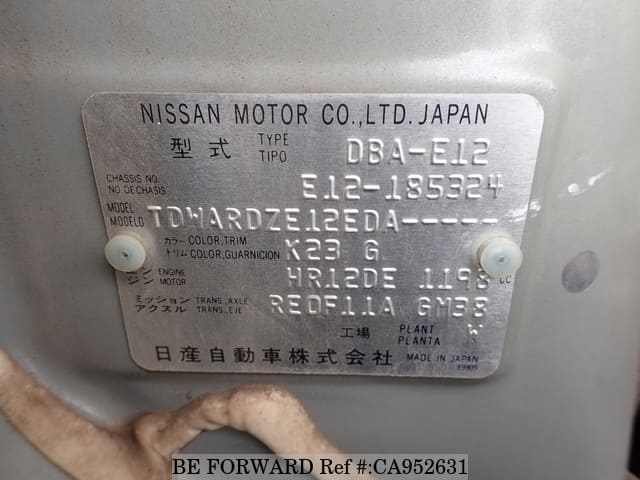 NISSAN MOTOR CO.,LTD. JAPAN
型式 TYPE TIPO DBA-E12
CHASSIS NO. NO. DE CHASIS E12-185324
MODEL MODELO TDWARDZE12EDA-----
カラー COLOR,TRIM
トリム COLOR,GUARNICION K23 G
ENGINE
ジン MOTOR HR12DE 1198 CC
ミッション TRANS.,AXLE
アクスル TRANS.,EJE RE0F11A GM38
工場 PLANT PLANTA W
日産自動車株式会社 MADE IN JAPAN
89909
BE FORWARD Ref #:CA952631